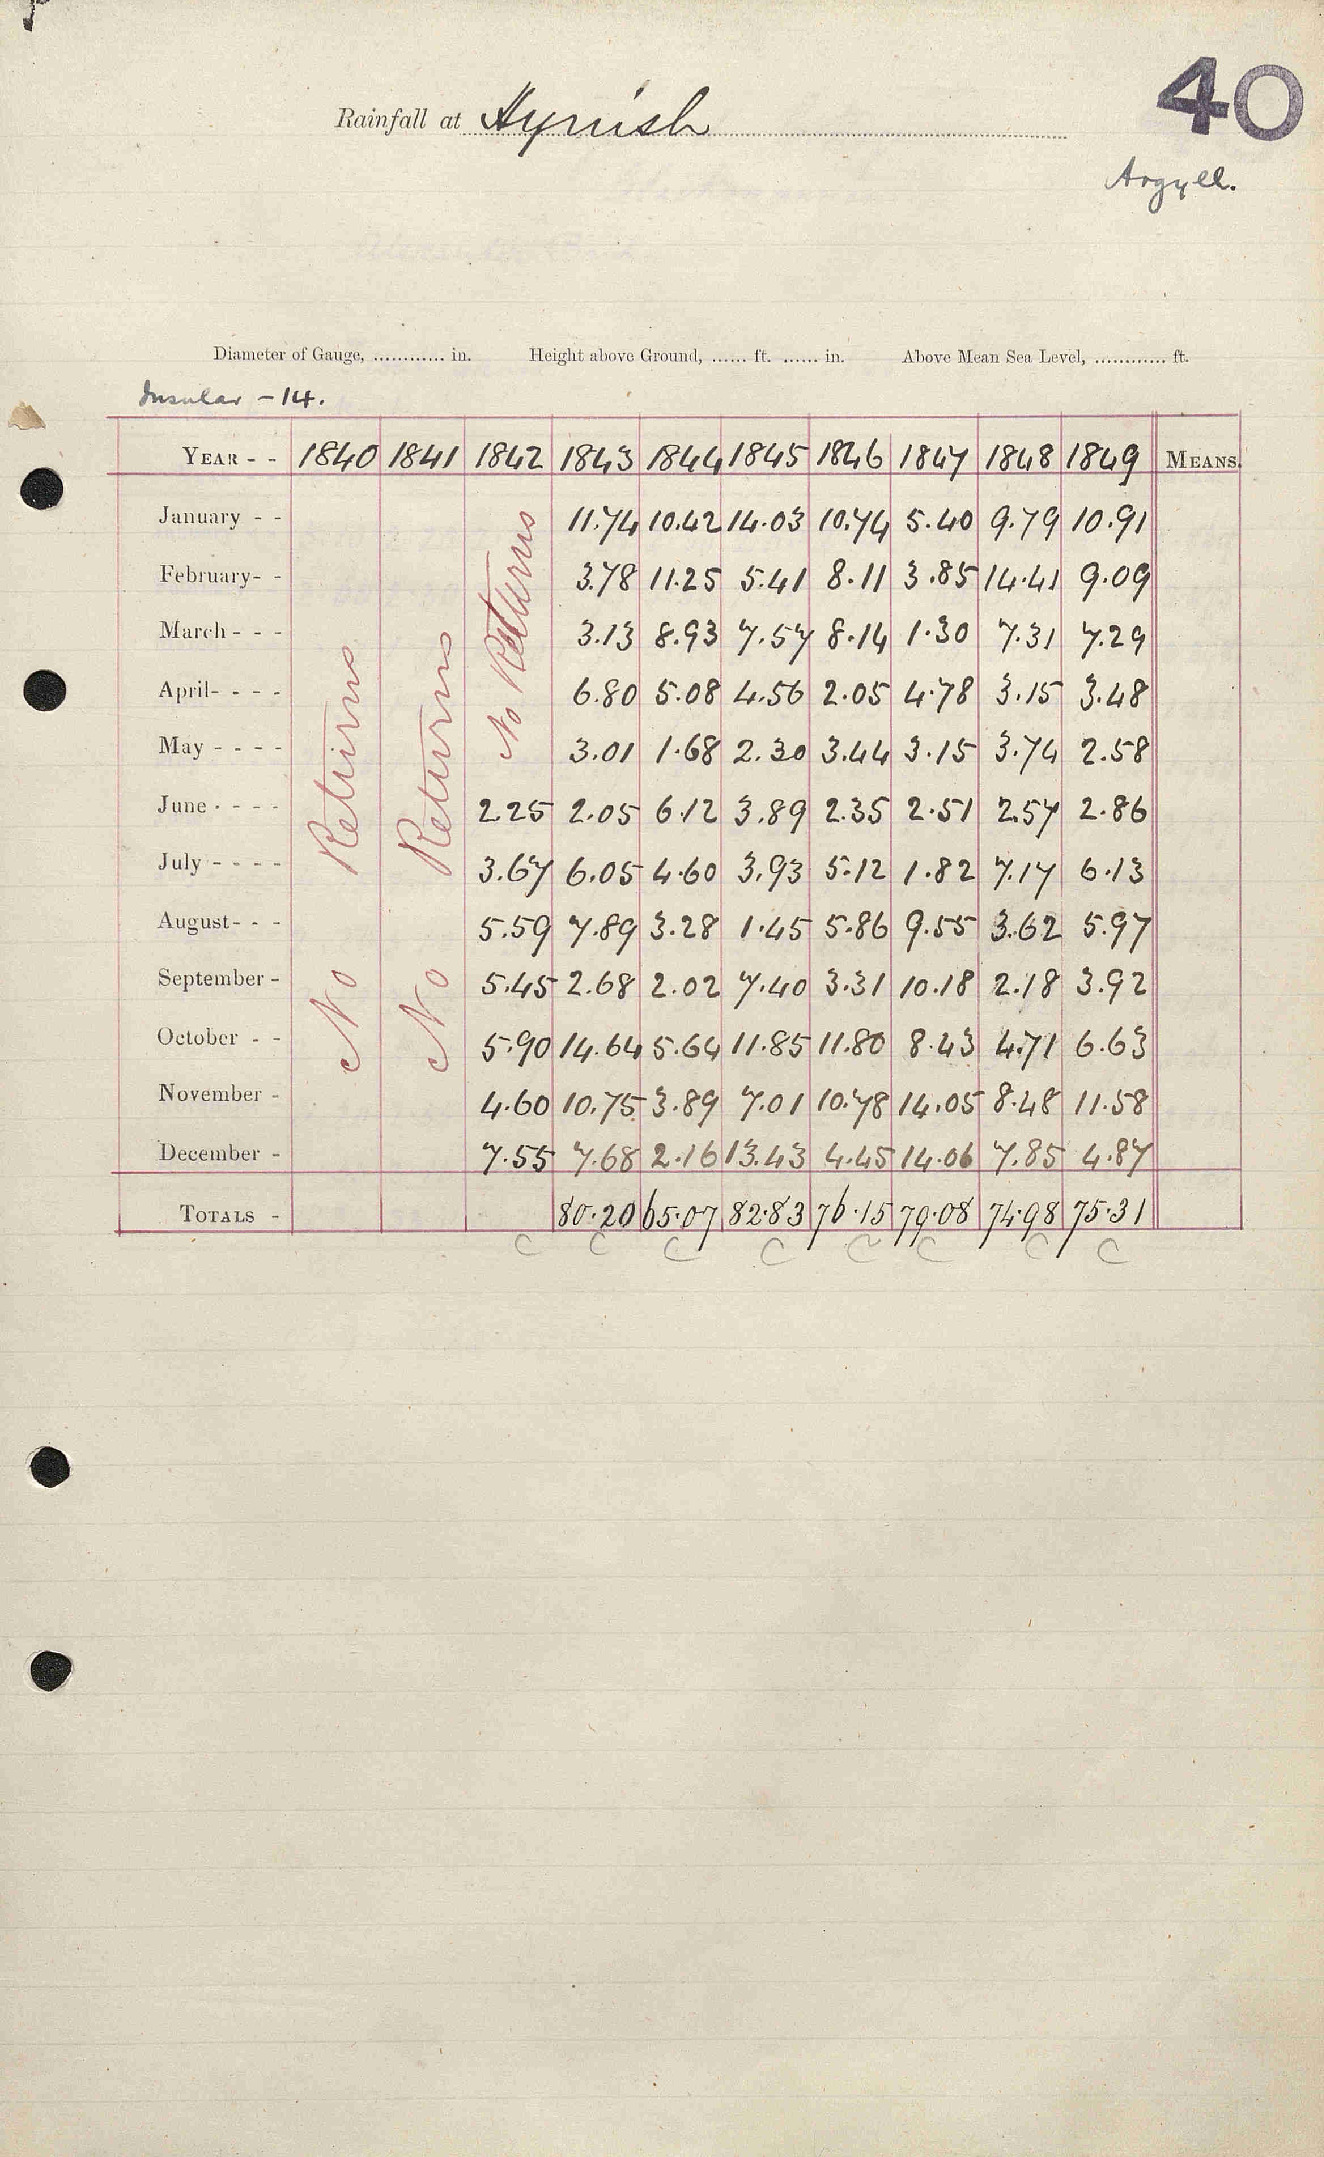 40
Rainfall at Hynish
Argyll.
Diameter of Gauge, ............ in. Height above Ground, ...... ft. ...... in. Above Mean Sea Level, ............ ft.
Insular - 14.
YEAR - - 1840 1841 1842 1843 1844 1845 1846 1847 1848 1849 MEANS.
January - - 11.74 10.42 14.03 10.74 5.40 9.79 10.91
February- - 3.78 11.25 5.41 8.11 3.85 14.41 9.09
March - - - 3.13 8.93 7.57 8.14 1.30 7.31 7.29
April- - - - 6.80 5.08 4.56 2.05 4.78 3.15 3.48
May - - - - 3.01 1.68 2.30 3.44 3.15 3.74 2.58
June - - - - 2.25 2.05 6.12 3.89 2.35 2.51 2.57 2.86
July - - - - 3.67 6.05 4.60 3.93 5.12 1.82 7.17 6.13
August- - - 5.59 7.89 3.28 1.45 5.86 9.55 3.62 5.97
September - 5.45 2.68 2.02 7.40 3.31 10.18 2.18 3.92
October - - 5.90 14.64 5.64 11.85 11.80 8.43 4.71 6.63
November - 4.60 10.75 3.89 7.01 10.78 14.05 8.48 11.58
December - 7.55 7.68 2.16 13.43 4.45 14.06 7.85 4.87
TOTALS - 80.20 65.07 82.83 76.15 79.08 74.98 75.31
C C C C C C C C
No Returns
No Returns
No Returns